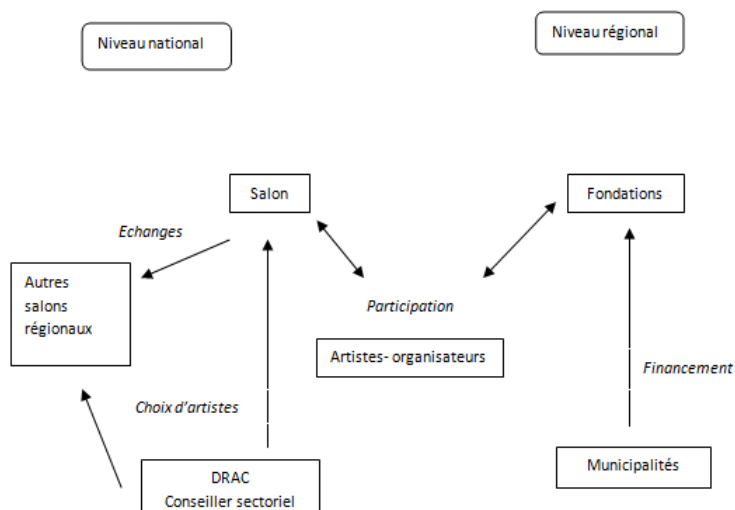 Niveau national
Niveau régional
Salon
Fondations
Echanges
Autres
salons
régionaux
Participation
Artistes- organisateurs
Financement
Choix d'artistes
Municipalités
DRAC
Conseiller sectoriel